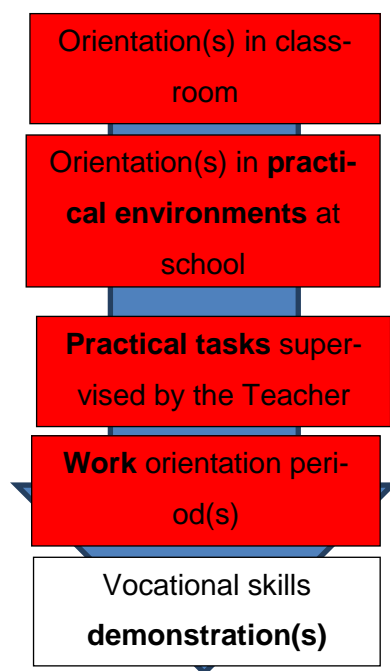 Orientation(s) in class-
room
Orientation(s) in practi-
cal environments at
school
Practical tasks super-
vised by the Teacher
Work orientation peri-
od(s)
Vocational skills
demonstration(s)